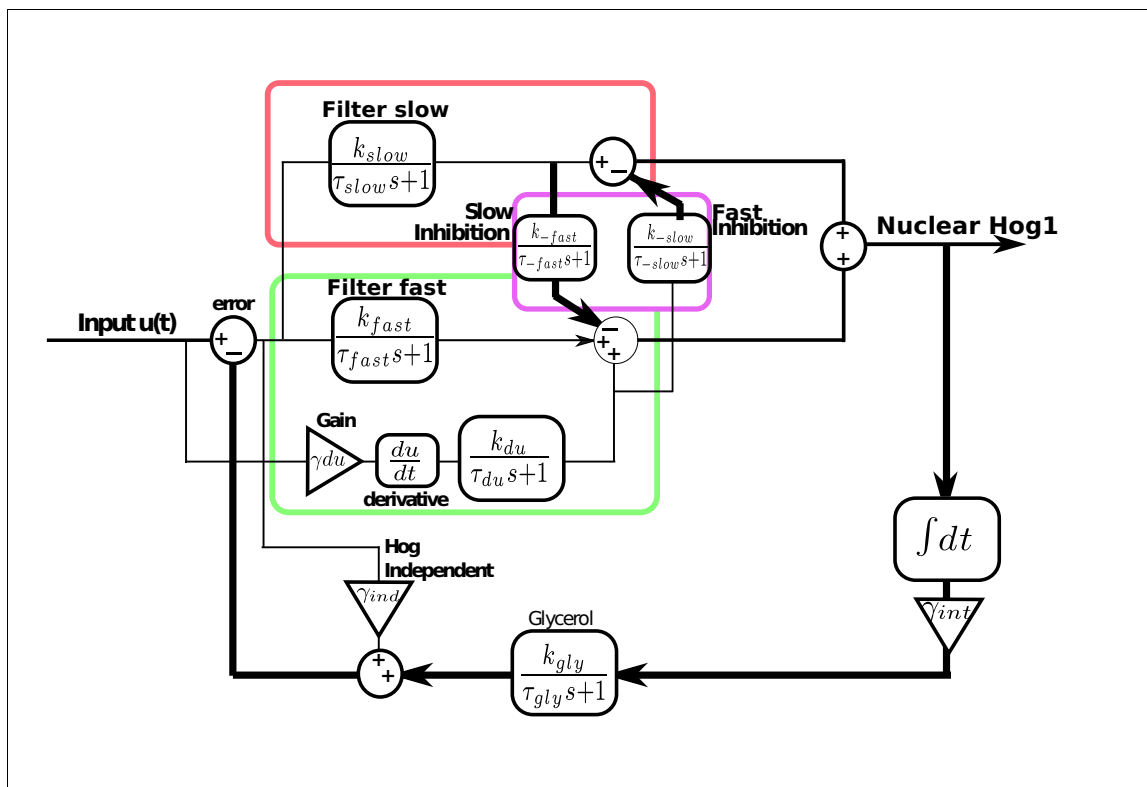 Filter slow
k_slow
τ_slow s+1
+
−
Slow
Inhibition
k_−fast
τ_−fast s+1
k_−slow
τ_−slow s+1
Fast
Inhibition
+
+
Nuclear Hog1
error
Input u(t)
+
−
Filter fast
k_fast
τ_fast s+1
−
+
+
Gain
γdu
du
dt
derivative
k_du
τ_du s+1
∫dt
Hog
Independent
γind
γint
Glycerol
+
+
k_gly
τ_gly s+1